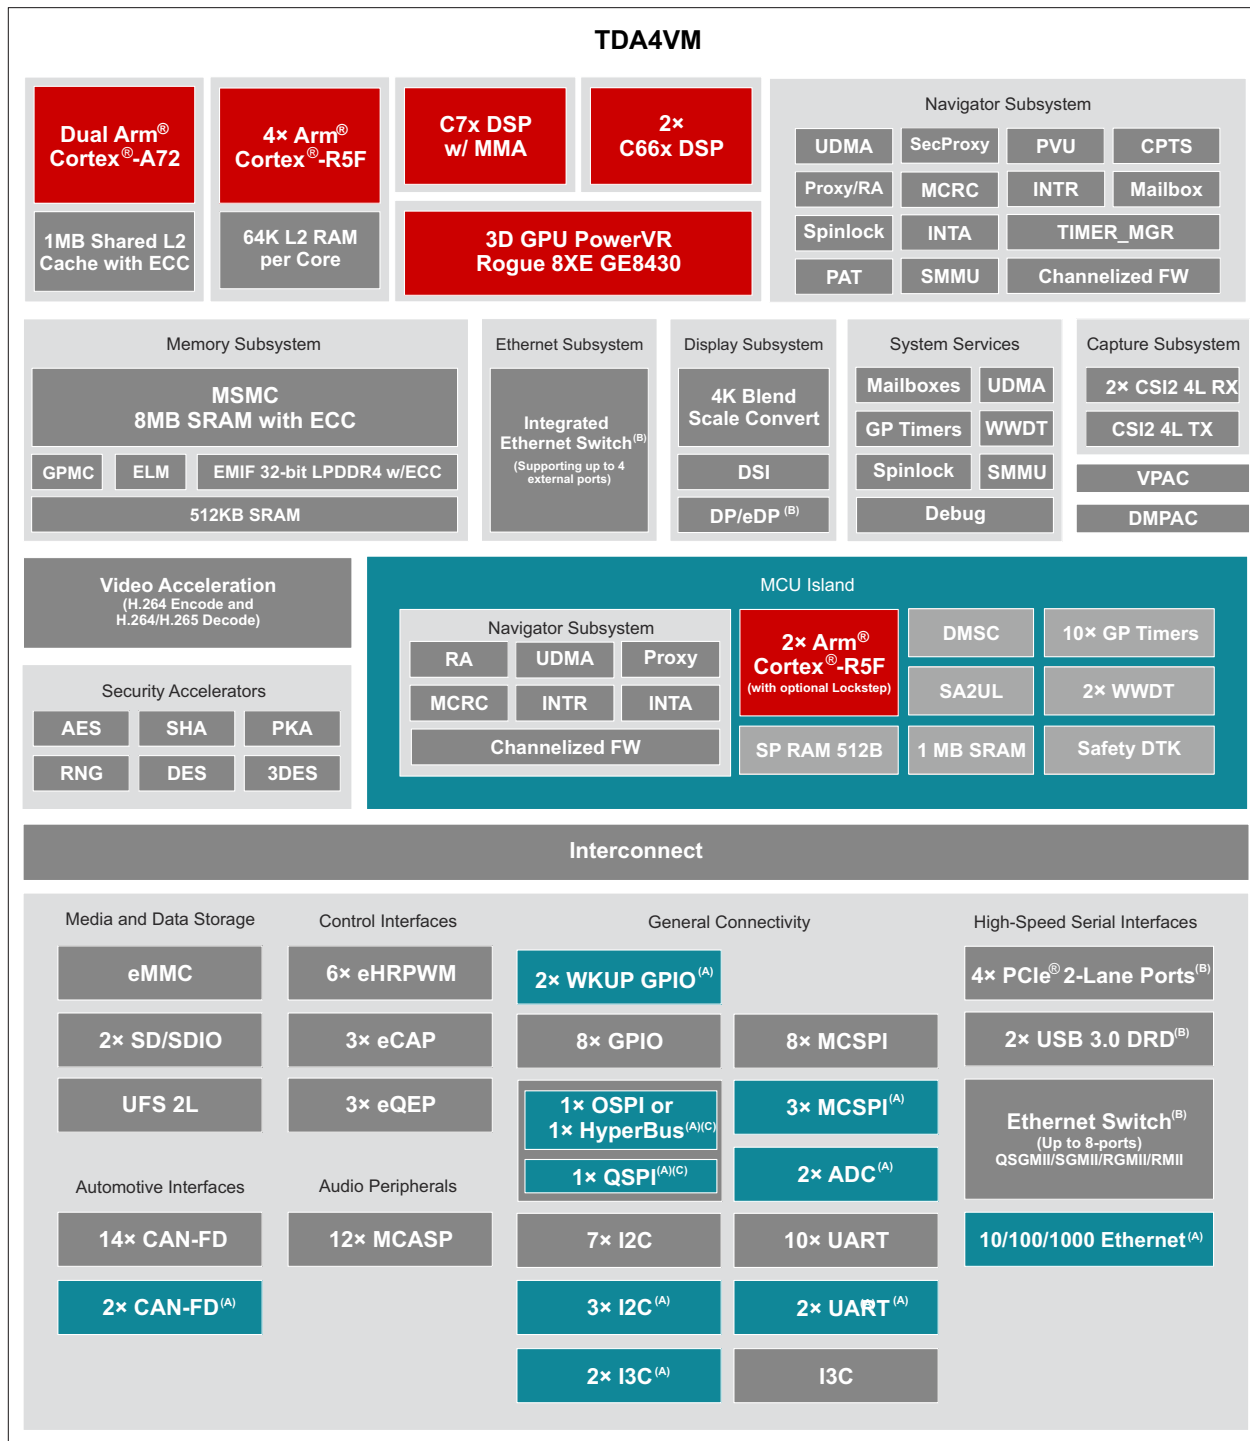 TDA4VM
Dual Arm®
Cortex®-A72
1MB Shared L2
Cache with ECC
4× Arm®
Cortex®-R5F
64K L2 RAM
per Core
C7x DSP
w/ MMA
2×
C66x DSP
3D GPU PowerVR
Rogue 8XE GE8430
Navigator Subsystem
UDMA
SecProxy
PVU
CPTS
Proxy/RA
MCRC
INTR
Mailbox
Spinlock
INTA
TIMER_MGR
PAT
SMMU
Channelized FW
Memory Subsystem
MSMC
8MB SRAM with ECC
GPMC
ELM
EMIF 32-bit LPDDR4 w/ECC
512KB SRAM
Ethernet Subsystem
Integrated
Ethernet Switch(B)
(Supporting up to 4
external ports)
Display Subsystem
4K Blend
Scale Convert
DSI
DP/eDP (B)
System Services
Mailboxes
UDMA
GP Timers
WWDT
Spinlock
SMMU
Debug
Capture Subsystem
2× CSI2 4L RX
CSI2 4L TX
VPAC
DMPAC
Video Acceleration
(H.264 Encode and
H.264/H.265 Decode)
Security Accelerators
AES
SHA
PKA
RNG
DES
3DES
MCU Island
Navigator Subsystem
RA
UDMA
Proxy
MCRC
INTR
INTA
Channelized FW
2× Arm®
Cortex®-R5F
(with optional Lockstep)
DMSC
10× GP Timers
SA2UL
2× WWDT
SP RAM 512B
1 MB SRAM
Safety DTK
Interconnect
Media and Data Storage
eMMC
2× SD/SDIO
UFS 2L
Automotive Interfaces
14× CAN-FD
2× CAN-FD(A)
Control Interfaces
6× eHRPWM
3× eCAP
3× eQEP
Audio Peripherals
12× MCASP
General Connectivity
2× WKUP GPIO(A)
8× GPIO
8× MCSPI
1× OSPI or
1× HyperBus(A)(C)
1× QSPI(A)(C)
3× MCSPI(A)
2× ADC(A)
7× I2C
10× UART
3× I2C(A)
2× UART(A)
2× I3C(A)
I3C
High-Speed Serial Interfaces
4× PCIe® 2-Lane Ports(B)
2× USB 3.0 DRD(B)
Ethernet Switch(B)
(Up to 8-ports)
QSGMII/SGMII/RGMII/RMII
10/100/1000 Ethernet(A)